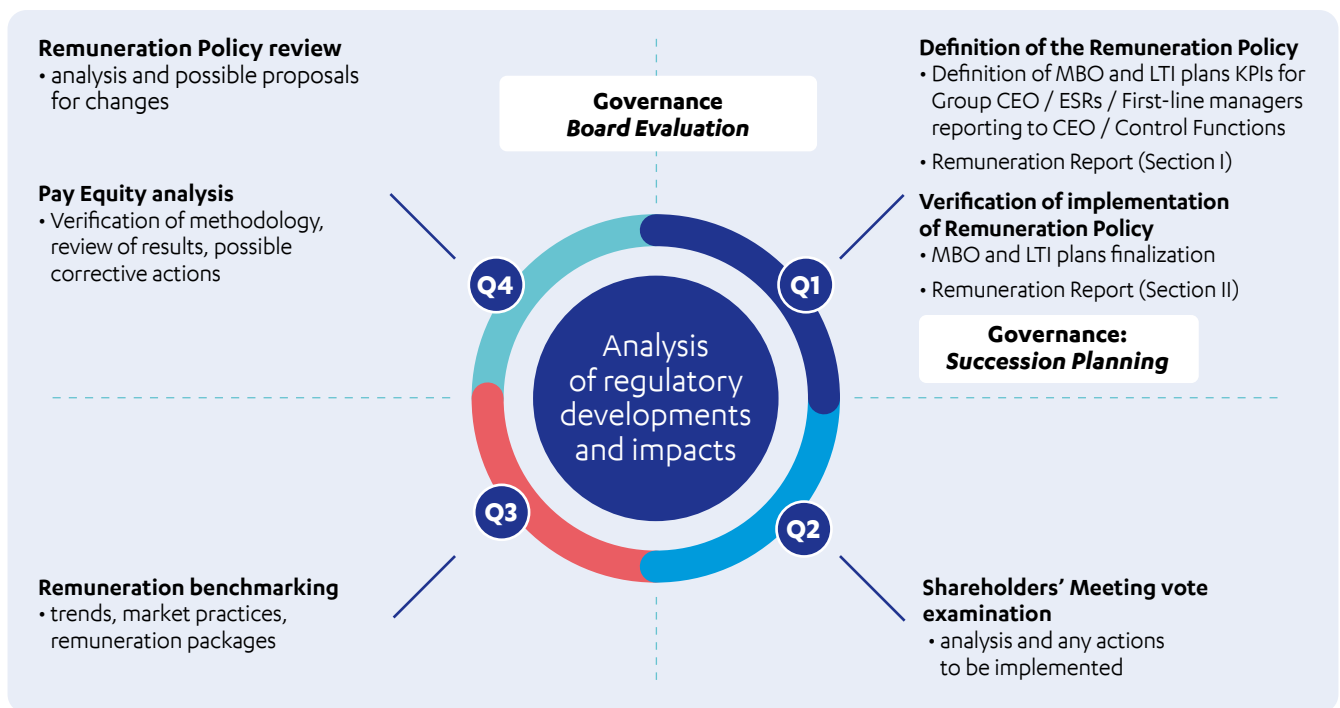 Remuneration Policy review
• analysis and possible proposals
for changes
Pay Equity analysis
• Verification of methodology,
review of results, possible
corrective actions
Governance
Board Evaluation
Definition of the Remuneration Policy
• Definition of MBO and LTI plans KPIs for
Group CEO / ESRs / First-line managers
reporting to CEO / Control Functions
• Remuneration Report (Section I)
Verification of implementation
of Remuneration Policy
• MBO and LTI plans finalization
• Remuneration Report (Section II)
Governance:
Succession Planning
Q4
Q1
Analysis
of regulatory
developments
and impacts
Q3
Q2
Remuneration benchmarking
• trends, market practices,
remuneration packages
Shareholders’ Meeting vote
examination
• analysis and any actions
to be implemented